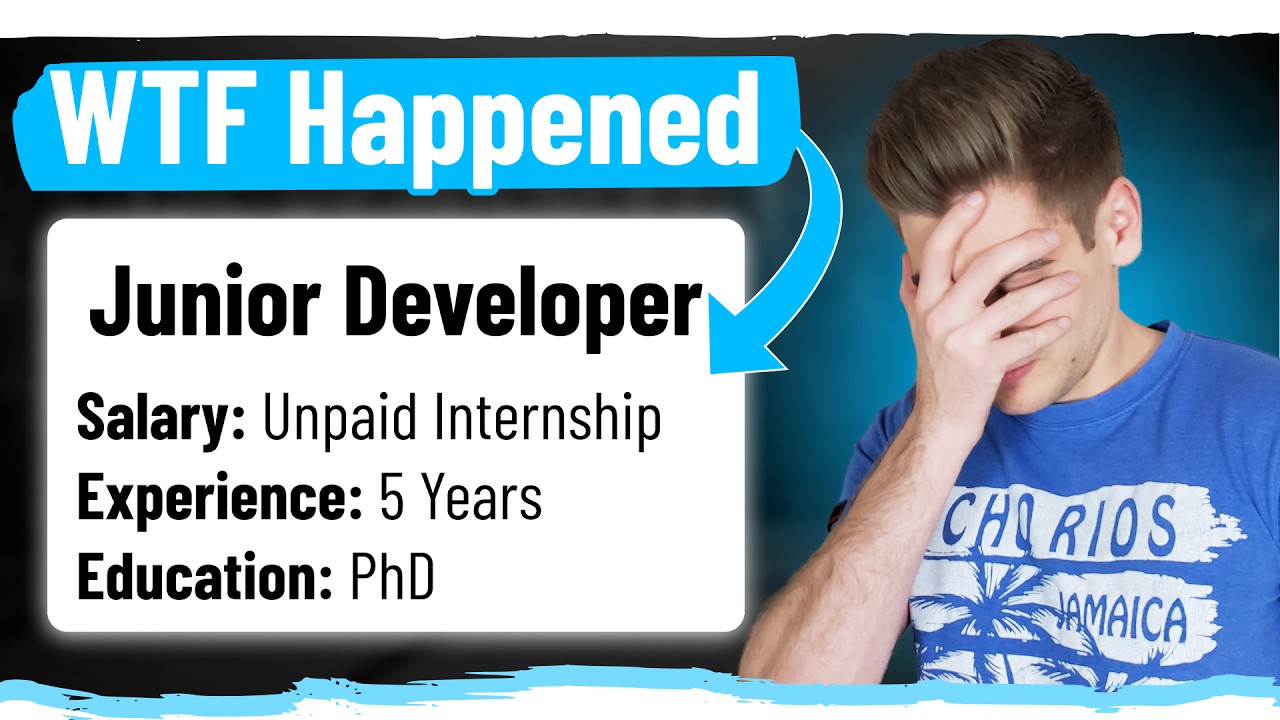 WTF Happened
Junior Developer
Salary: Unpaid Internship
Experience: 5 Years
Education: PhD
CHO RIOS
JAMAICA